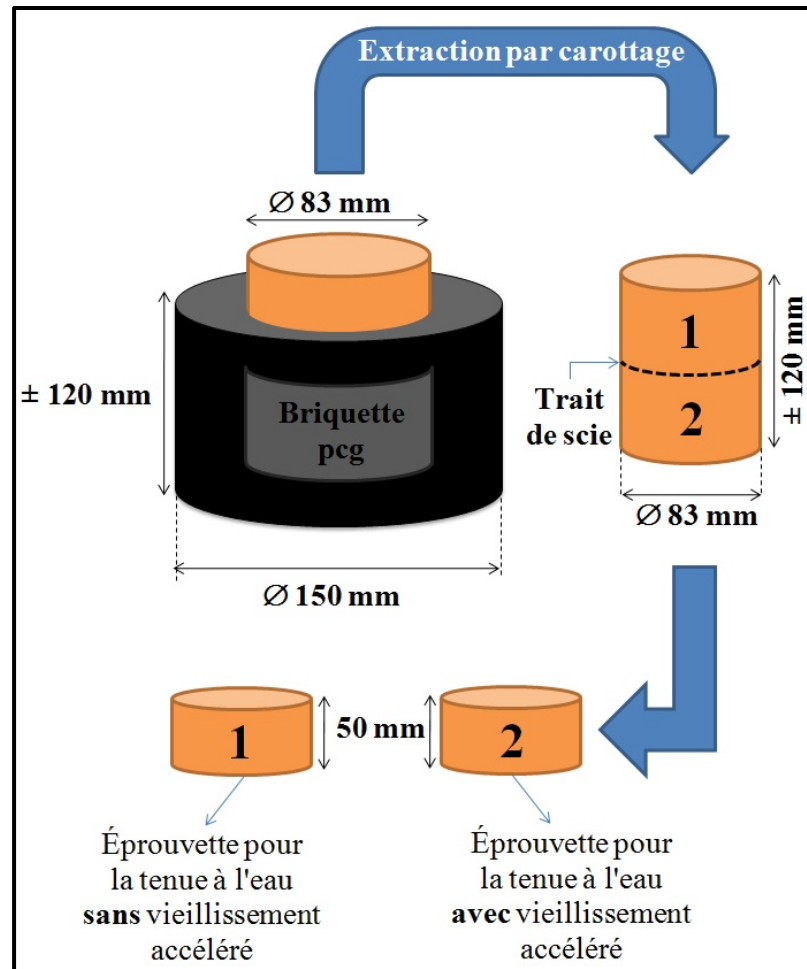 Extraction par carottage
Ø 83 mm
± 120 mm
Briquette
pcg
Ø 150 mm
1
2
Trait
de scie
± 120 mm
Ø 83 mm
1
50 mm
2
Éprouvette pour
la tenue à l'eau
sans vieillissement
accéléré
Éprouvette pour
la tenue à l'eau
avec vieillissement
accéléré